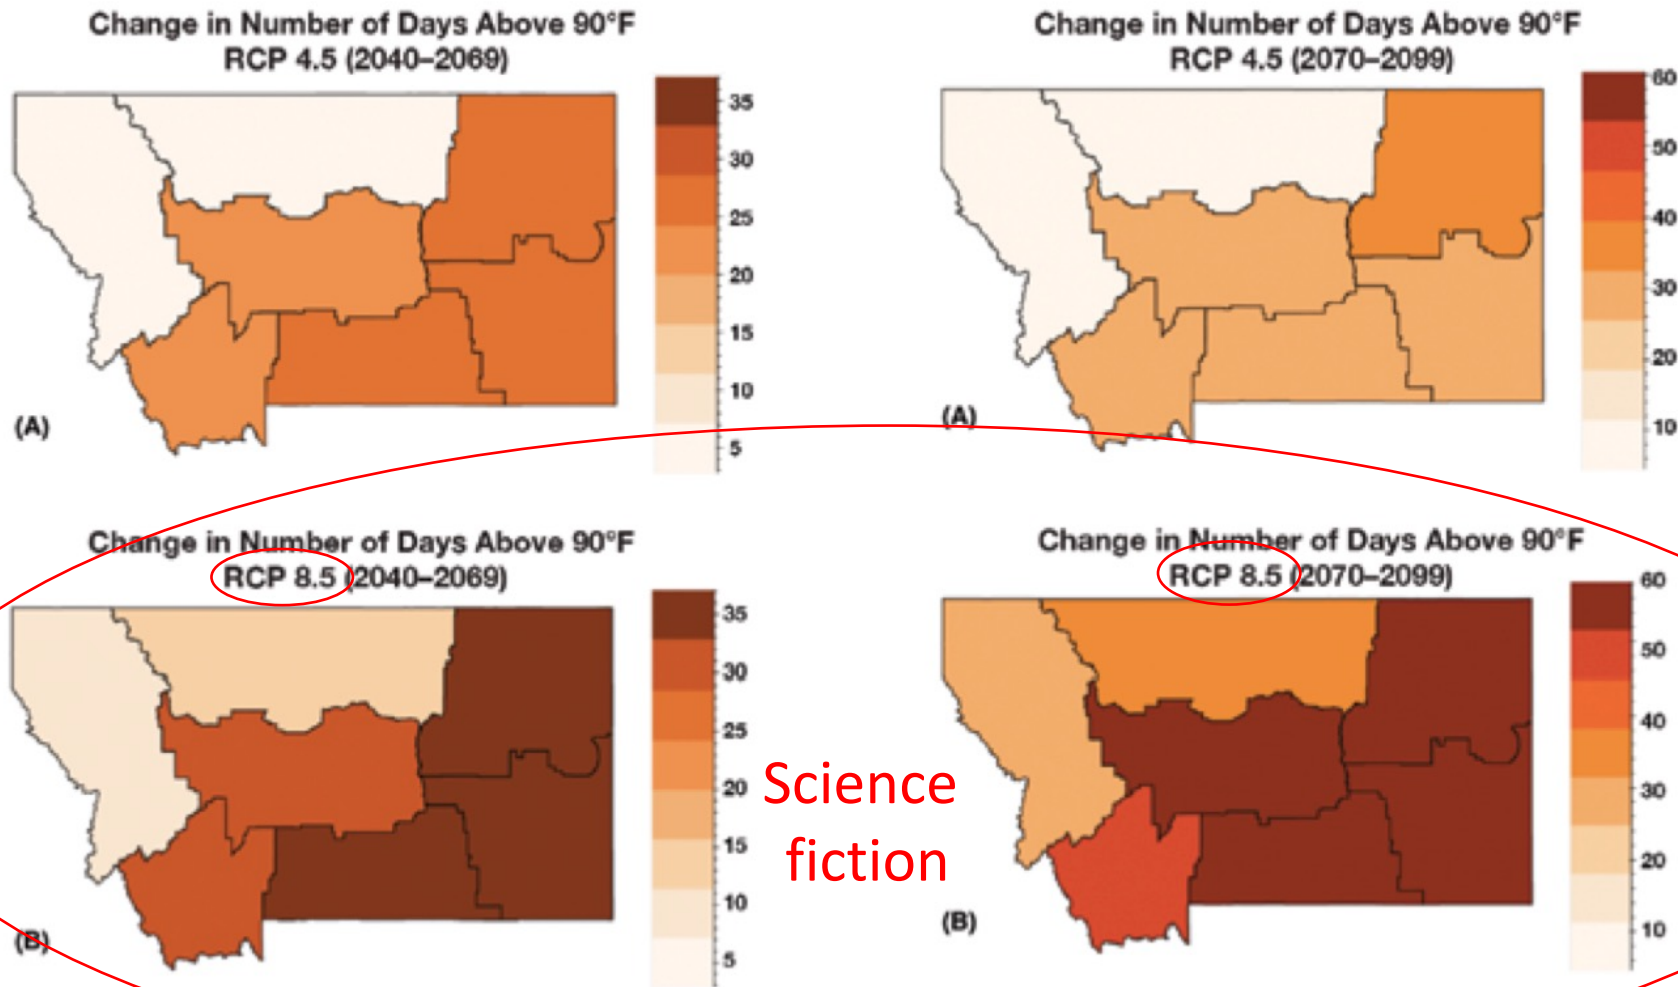 Change in Number of Days Above 90°F
RCP 4.5 (2040–2069)
35
30
25
20
15
10
5
(A)
Change in Number of Days Above 90°F
RCP 4.5 (2070–2099)
60
50
40
30
20
10
(A)
Change in Number of Days Above 90°F
RCP 8.5 (2040–2069)
35
30
25
20
15
10
5
(B)
Science
fiction
Change in Number of Days Above 90°F
RCP 8.5 (2070–2099)
60
50
40
30
20
10
(B)